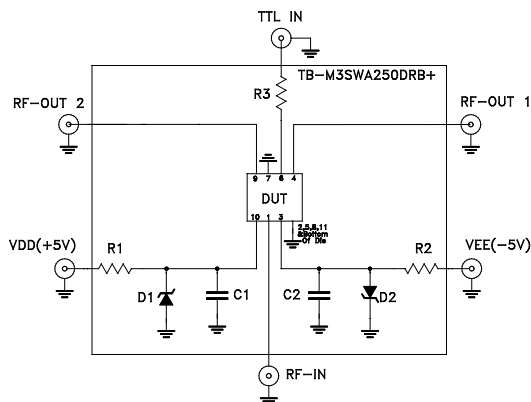 TTL IN
TB-M3SWA250DRB+
RF-OUT 2
R3
RF-OUT 1
9 7 6 4
DUT
10 1 3
2,5,8,11
&Bottom
Of Die
VDD(+5V)
R1
R2
VEE(-5V)
D1
C1
C2
D2
RF-IN